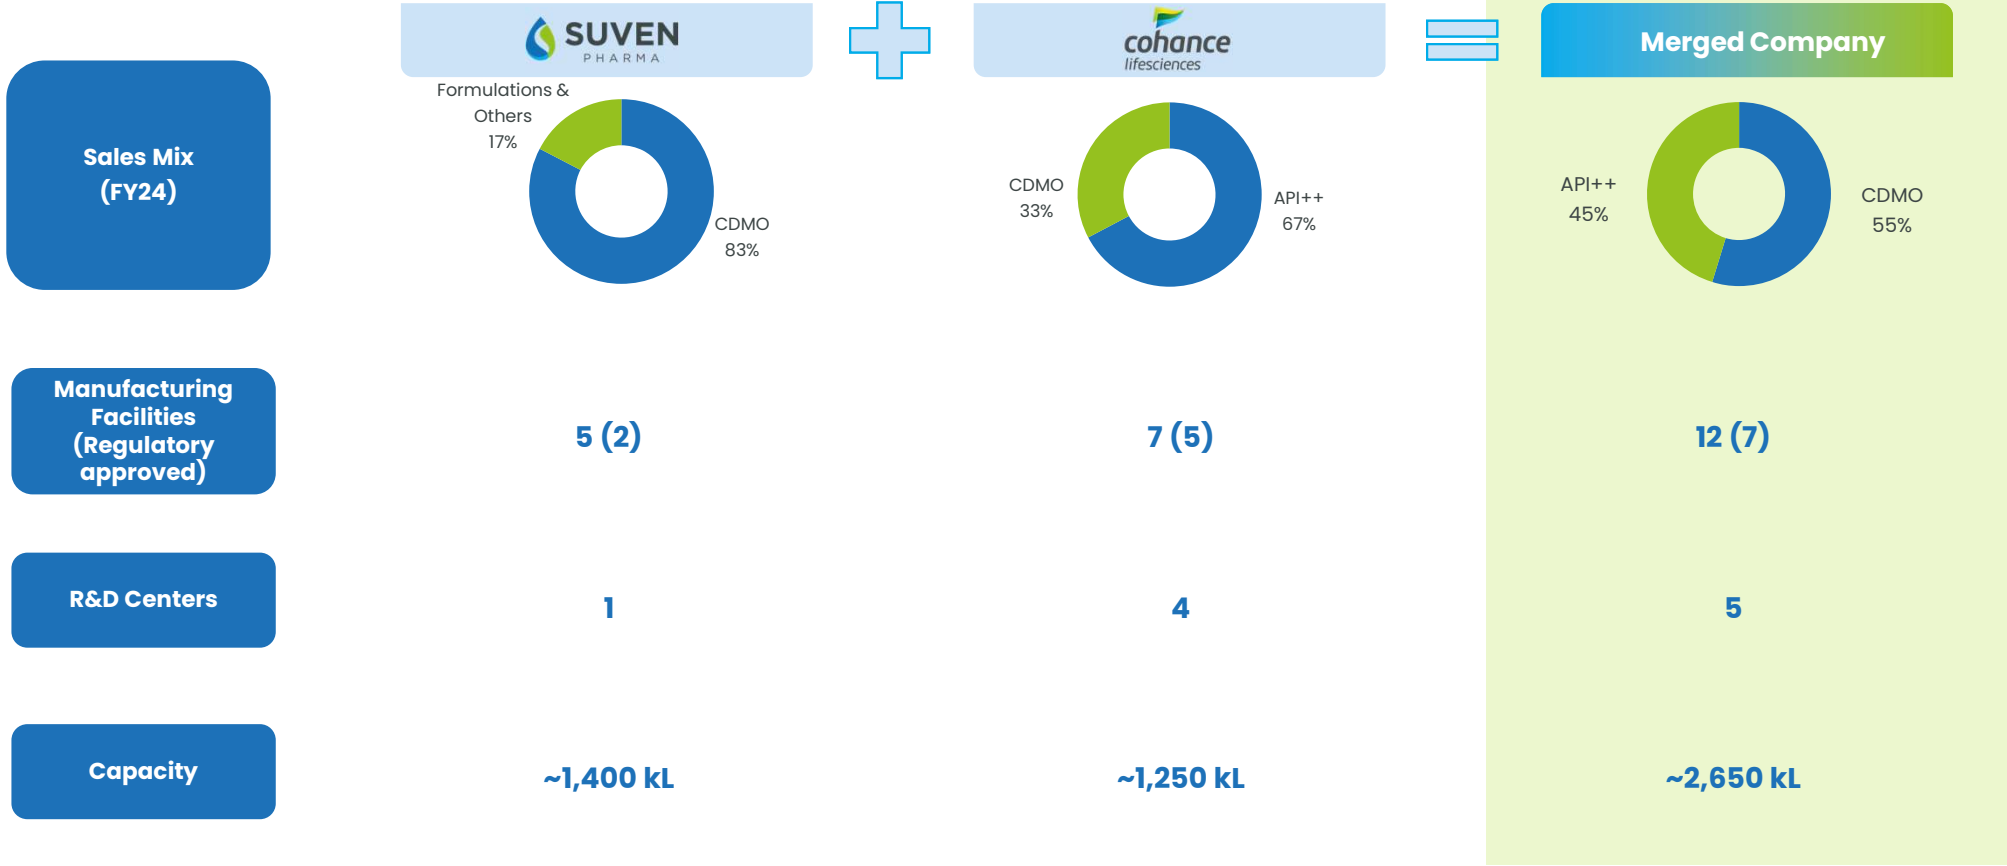 SUVEN
PHARMA
cohance
lifesciences
Merged Company
Sales Mix
(FY24)
Formulations &
Others
17%
CDMO
83%
CDMO
33%
API++
67%
API++
45%
CDMO
55%
Manufacturing
Facilities
(Regulatory
approved)
5 (2)
7 (5)
12 (7)
R&D Centers
1
4
5
Capacity
~1,400 kL
~1,250 kL
~2,650 kL